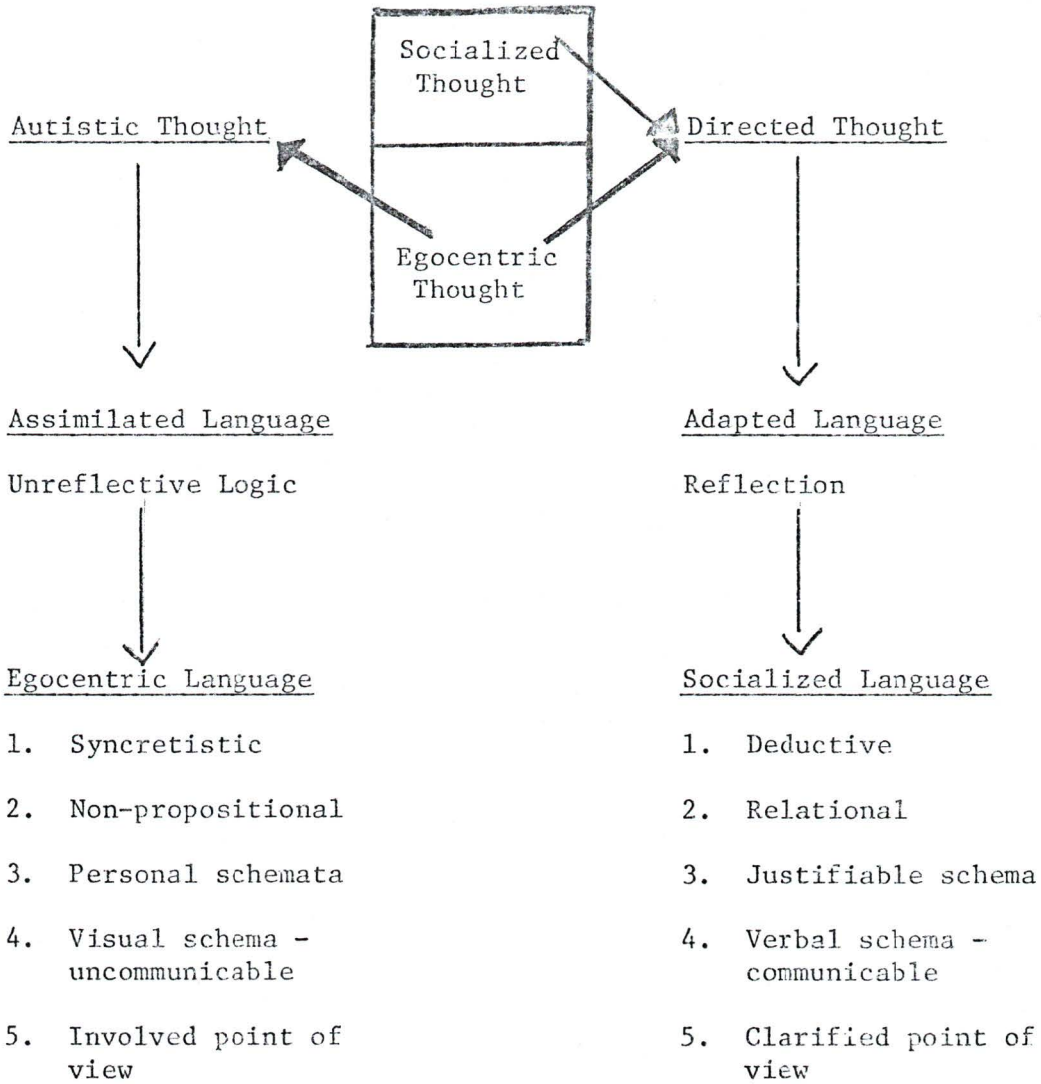 Socialized
Thought
Autistic Thought
Directed Thought
Egocentric
Thought
Assimilated Language
Unreflective Logic
Egocentric Language
1. Syncretistic
2. Non-propositional
3. Personal schemata
4. Visual schema -
uncommunicable
5. Involved point of
view
Adapted Language
Reflection
Socialized Language
1. Deductive
2. Relational
3. Justifiable schema
4. Verbal schema -
communicable
5. Clarified point of
view